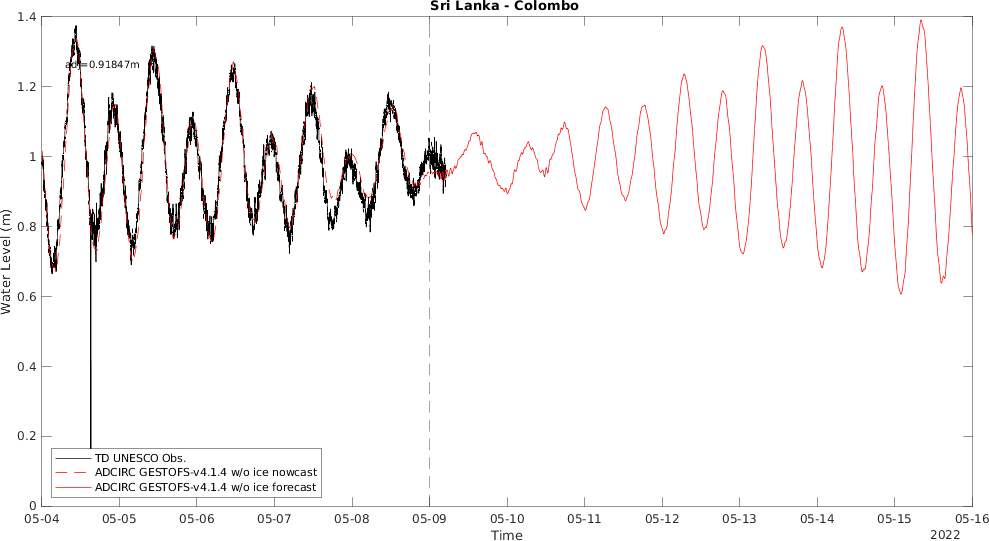 Sri Lanka - Colombo
1.4
1.2
1
0.8
0.6
0.4
0.2
0
Water Level (m)
adj=0.91847m
TD UNESCO Obs.
ADCIRC GESTOFS-v4.1.4 w/o ice nowcast
ADCIRC GESTOFS-v4.1.4 w/o ice forecast
05-04 05-05 05-06 05-07 05-08 05-09 05-10 05-11 05-12 05-13 05-14 05-15 05-16
Time
2022